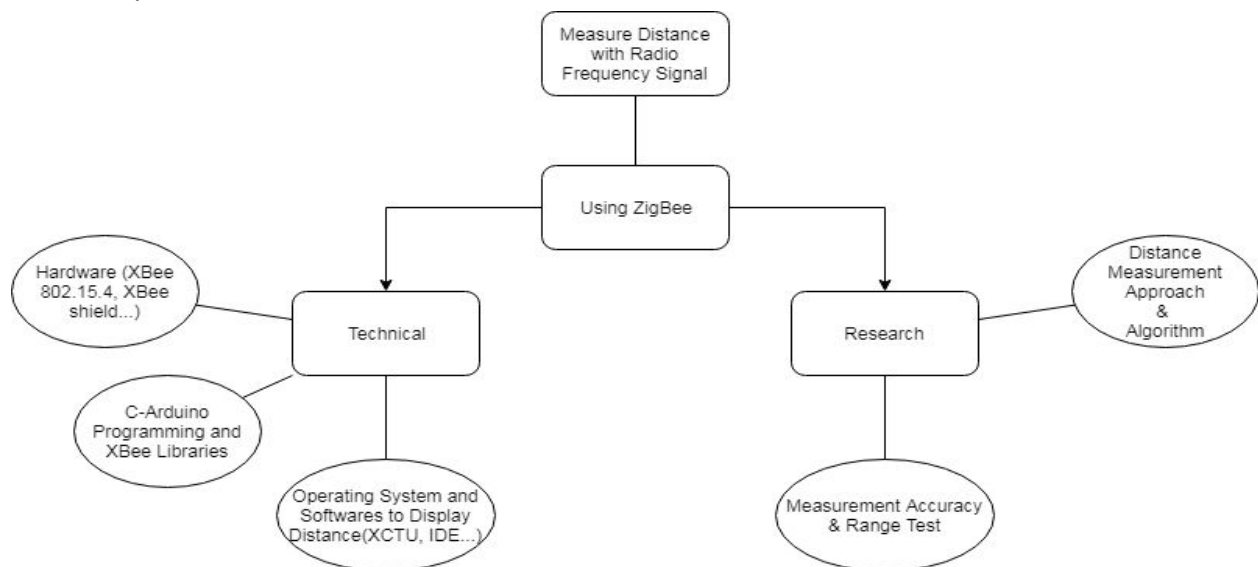 Measure Distance
with Radio
Frequency Signal
Using ZigBee
Hardware (XBee
802.15.4, XBee
shield...)
Technical
C-Arduino
Programming and
XBee Libraries
Operating System and
Softwares to Display
Distance(XCTU, IDE...)
Research
Distance
Measurement
Approach
&
Algorithm
Measurement Accuracy
& Range Test